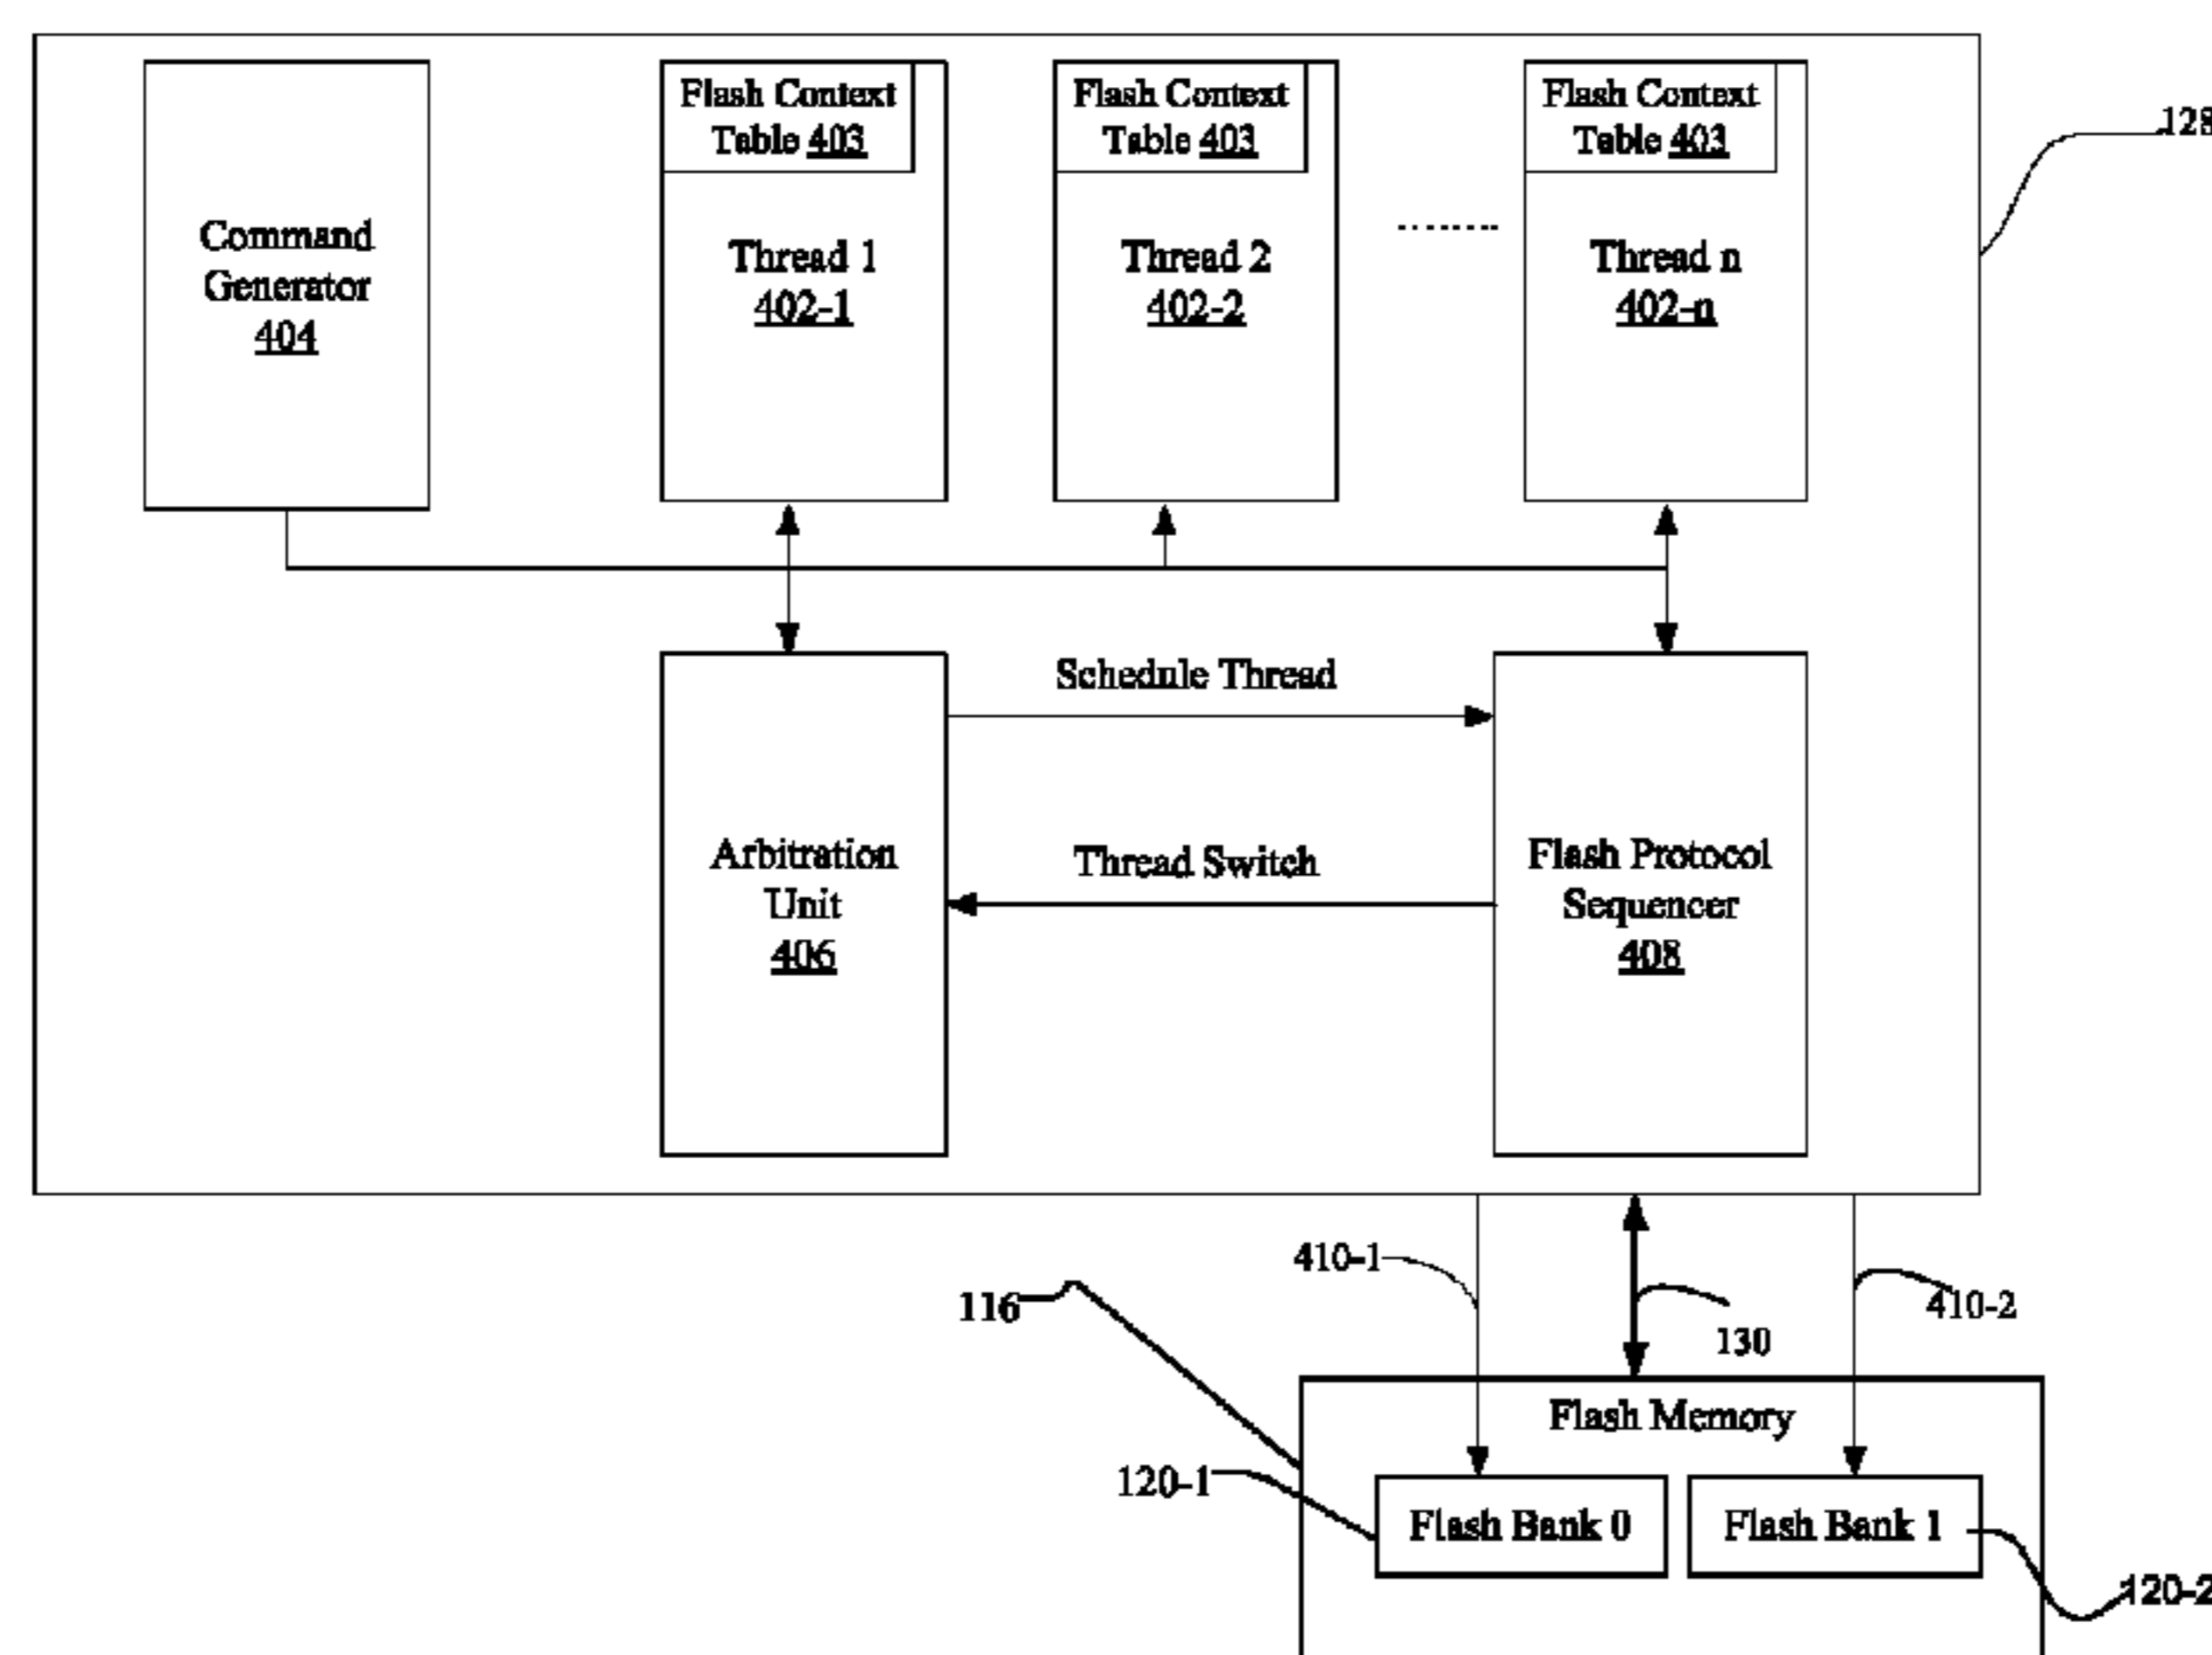 Flash Context
Table 403
Flash Context
Table 403
Flash Context
Table 403
128
Command
Generator
404
Thread 1
402-1
Thread 2
402-2
........
Thread n
402-n
Schedule Thread
Arbitration
Unit
406
Thread Switch
Flash Protocol
Sequencer
408
410-1
116
130
410-2
Flash Memory
120-1
Flash Bank 0
Flash Bank 1
120-2